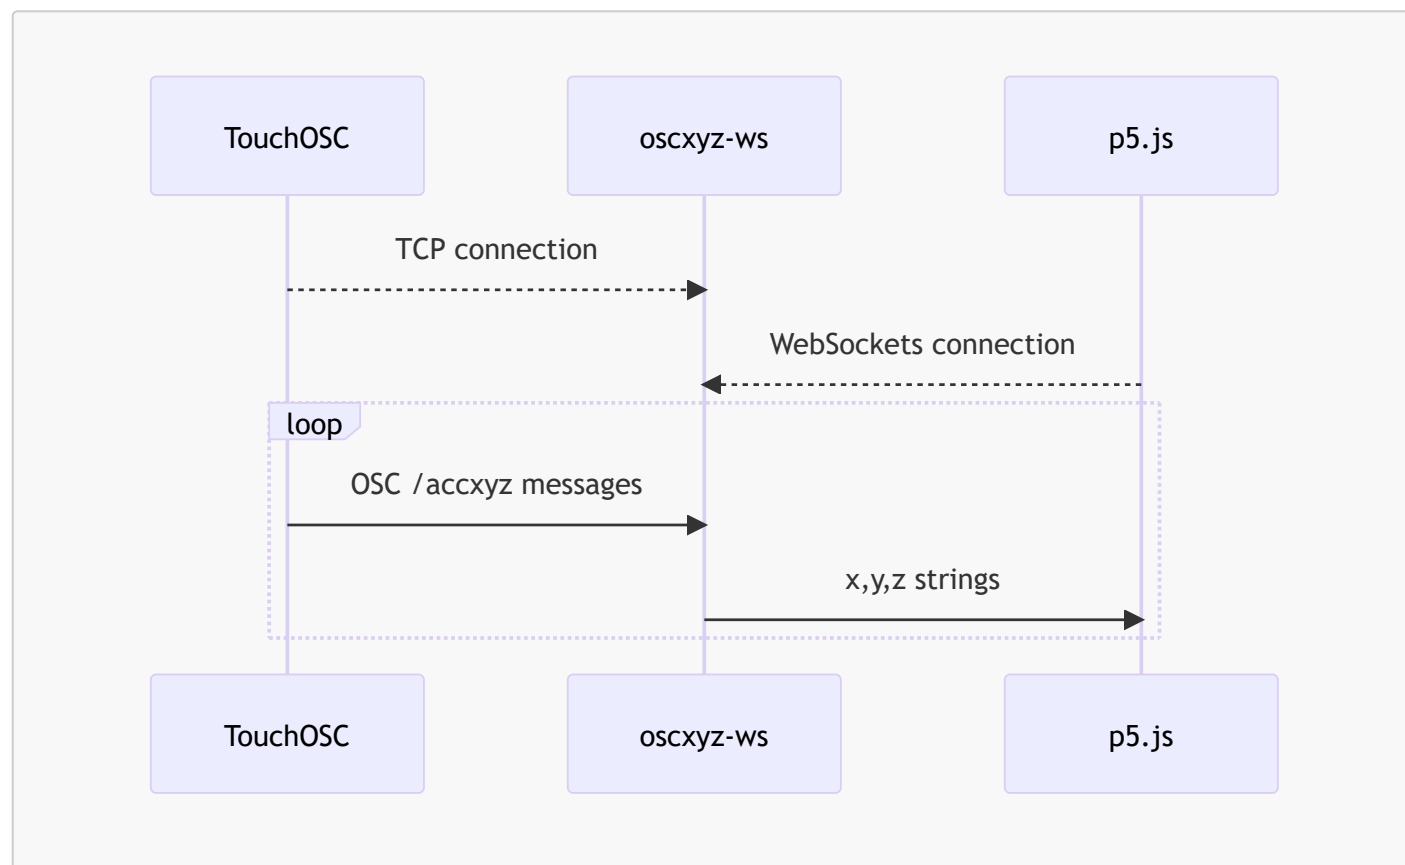 TouchOSC
oscxyz-ws
p5.js
TCP connection
WebSockets connection
loop
OSC /accxyz messages
x,y,z strings
TouchOSC
oscxyz-ws
p5.js